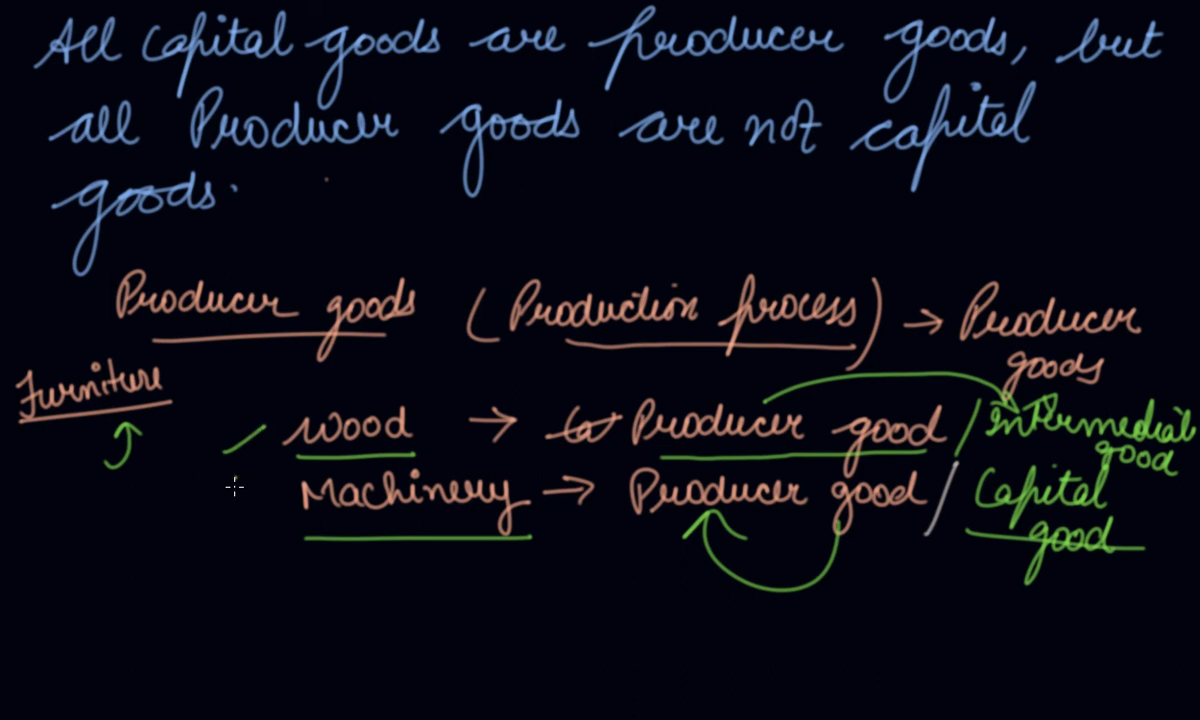 All capital goods are producer goods, but
all Producer goods are not capital
goods.
Producer goods (Production process) → Producer
goods
Furniture
Wood → Producer good / Intermedial
good
Machinery → Producer good / Capital
good